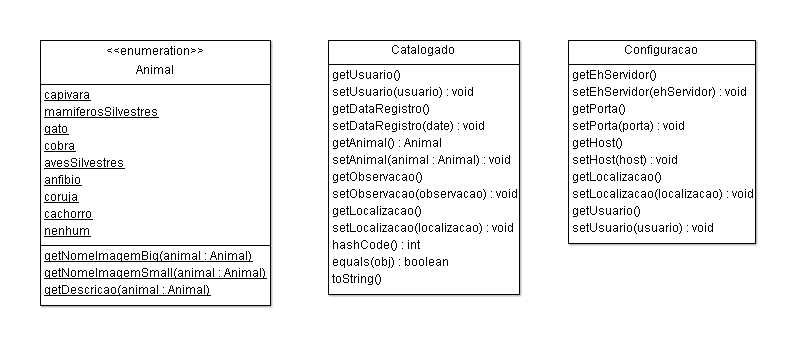 <<enumeration>>
Animal
capivara
mamiferosSilvestres
gato
cobra
avesSilvestres
anfibio
coruja
cachorro
nenhum
getNomeImagemBig(animal : Animal)
getNomeImagemSmall(animal : Animal)
getDescricao(animal : Animal)
Catalogado
getUsuario()
setUsuario(usuario) : void
getDataRegistro()
setDataRegistro(date) : void
getAnimal() : Animal
setAnimal(animal : Animal) : void
getObservacao()
setObservacao(observacao) : void
getLocalizacao()
setLocalizacao(localizacao) : void
hashCode() : int
equals(obj) : boolean
toString()
Configuracao
getEhServidor()
setEhServidor(ehServidor) : void
getPorta()
setPorta(porta) : void
getHost()
setHost(host) : void
getLocalizacao()
setLocalizacao(localizacao) : void
getUsuario()
setUsuario(usuario) : void